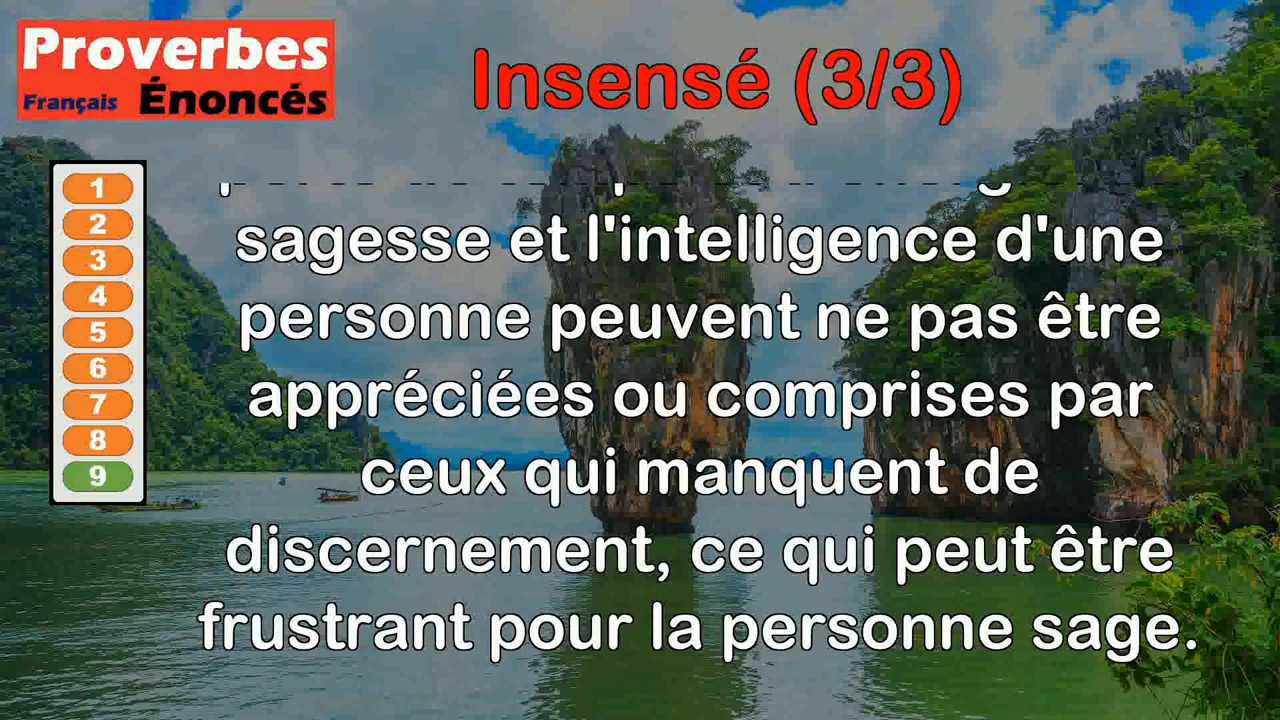 Proverbes
Français Énoncés
Insensé (3/3)
1
2
3
4
5
6
7
8
9
sagesse et l'intelligence d'une
personne peuvent ne pas être
appréciées ou comprises par
ceux qui manquent de
discernement, ce qui peut être
frustrant pour la personne sage.